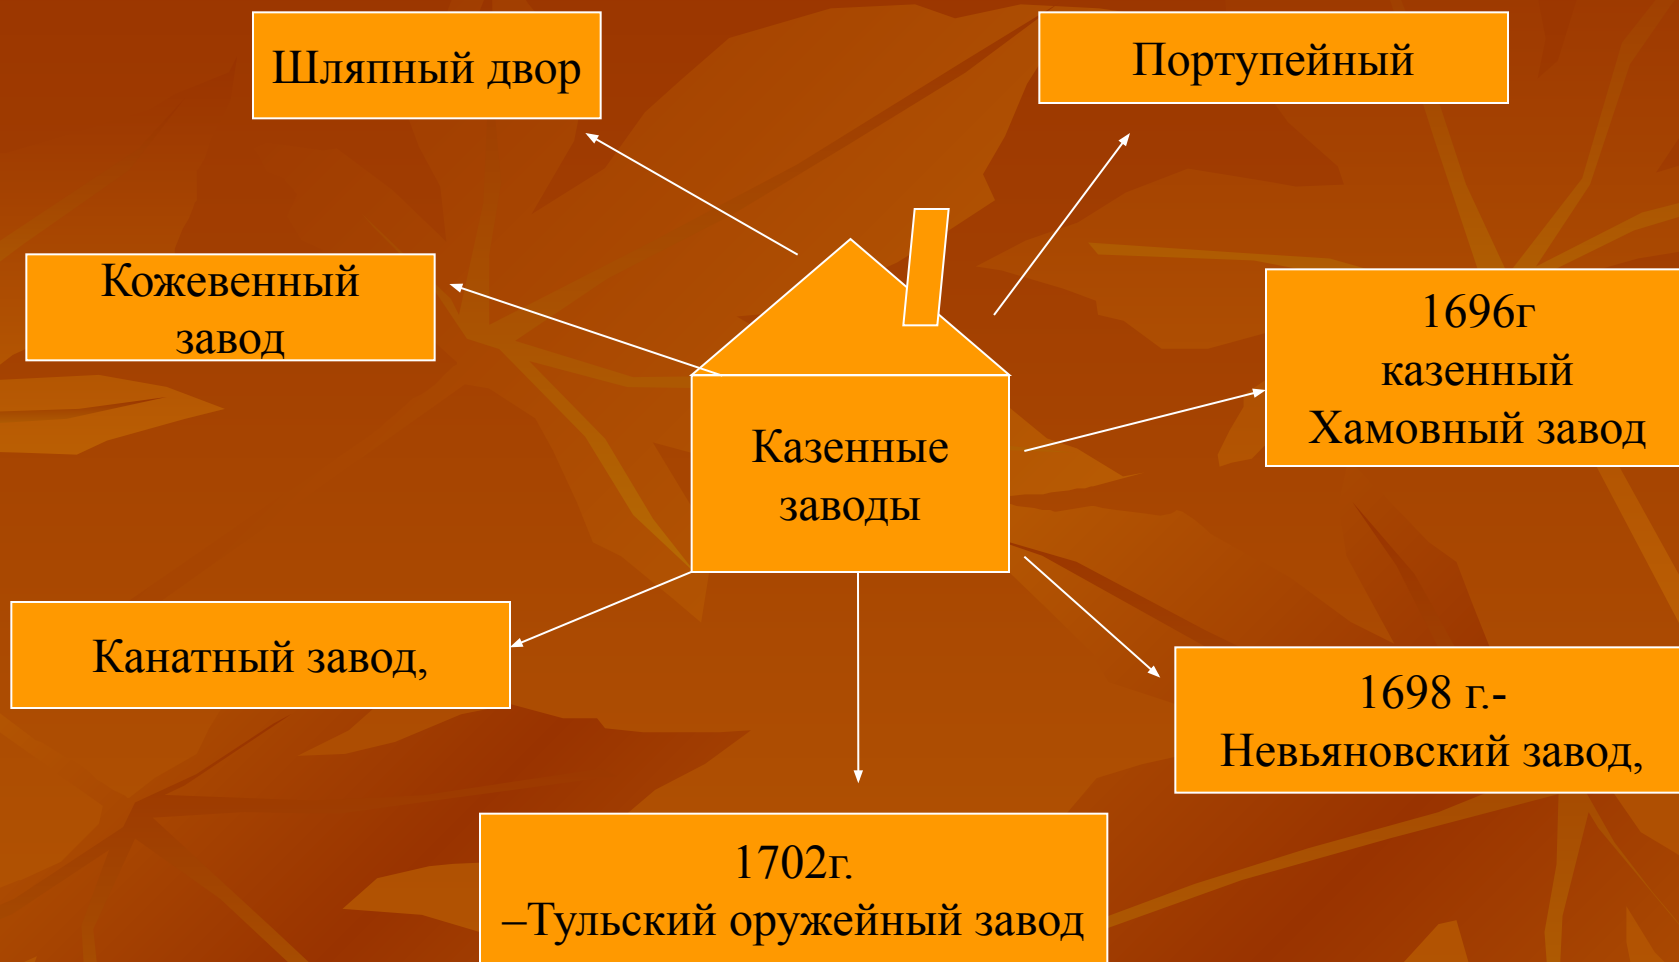 Шляпный двор
Портупейный
Кожевенный
завод
1696г
казенный
Хамовный завод
Казенные
заводы
Канатный завод,
1698 г.-
Невьяновский завод,
1702г.
–Тульский оружейный завод